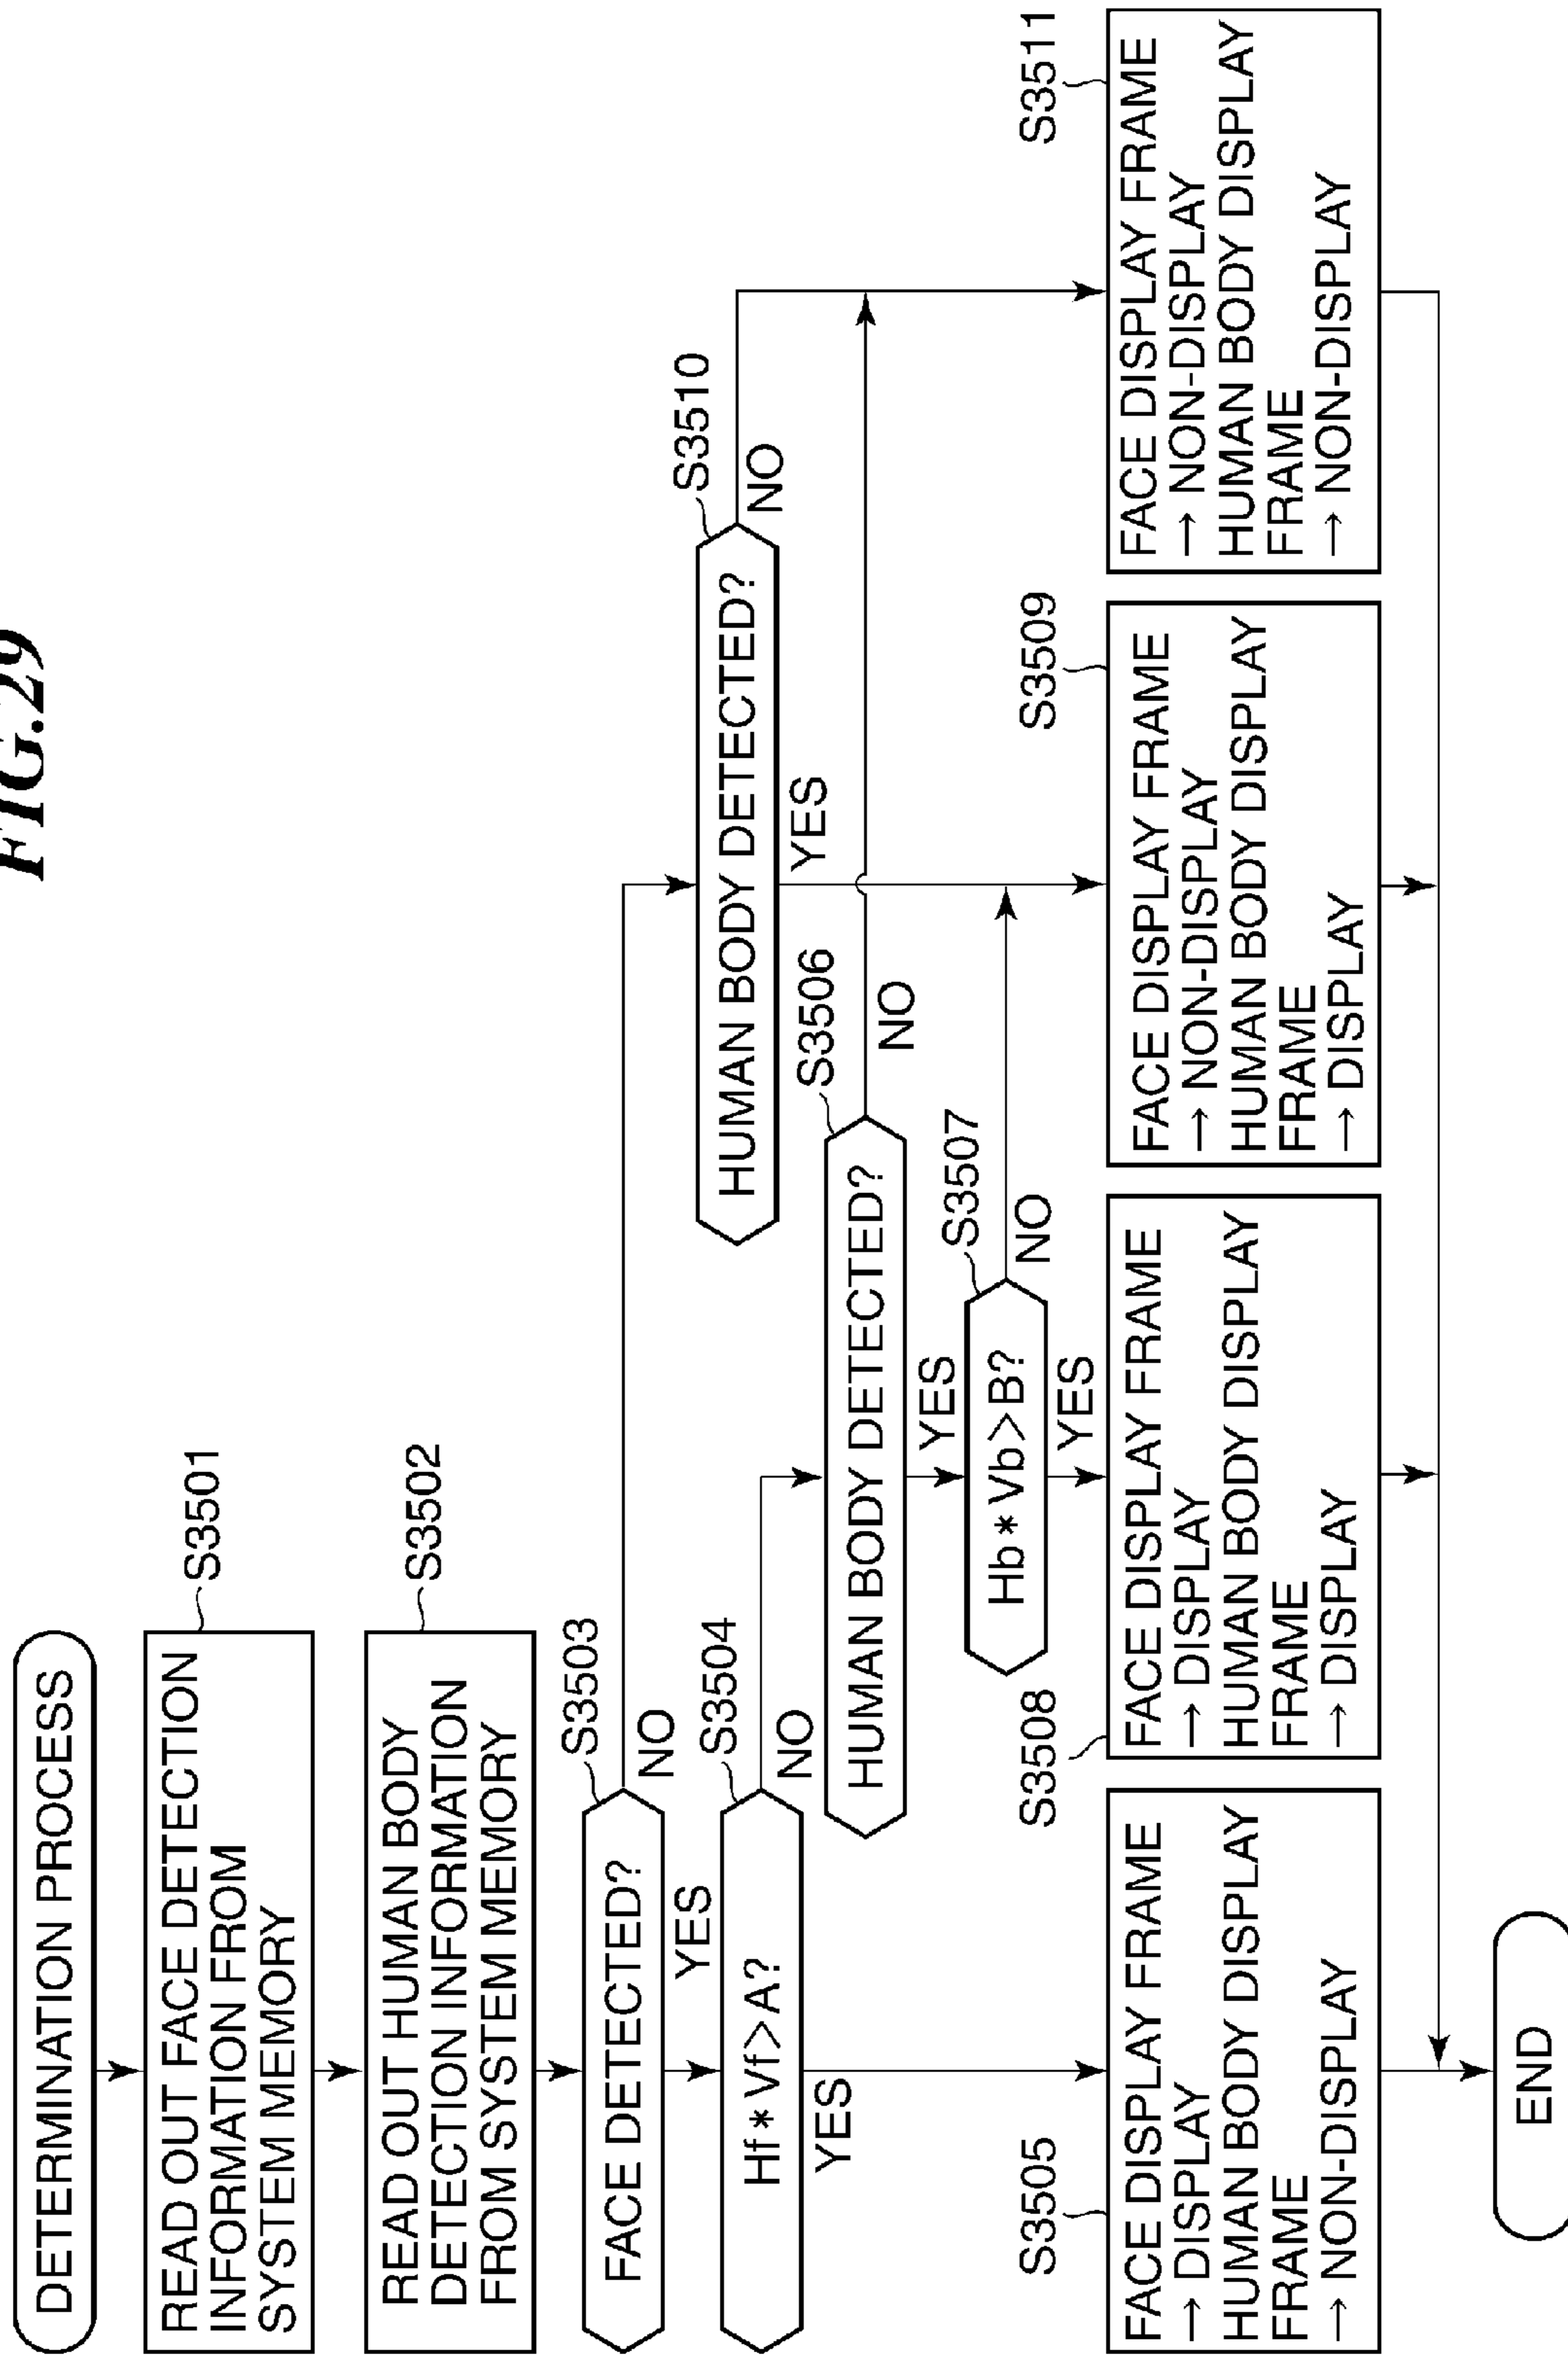 FIG.29
DETERMINATION PROCESS
S3501
READ OUT FACE DETECTION
INFORMATION FROM
SYSTEM MEMORY
S3502
READ OUT HUMAN BODY
DETECTION INFORMATION
FROM SYSTEM MEMORY
S3503
FACE DETECTED?
NO
YES
S3504
Hf * Vf > A?
NO
YES
S3510
HUMAN BODY DETECTED?
NO
YES
S3506
HUMAN BODY DETECTED?
NO
YES
S3507
Hb * Vb > B?
NO
YES
S3505
FACE DISPLAY FRAME
→ DISPLAY
HUMAN BODY DISPLAY
FRAME
→ NON-DISPLAY
S3508
FACE DISPLAY FRAME
→ DISPLAY
HUMAN BODY DISPLAY
FRAME
→ DISPLAY
S3509
FACE DISPLAY FRAME
→ NON-DISPLAY
HUMAN BODY DISPLAY
FRAME
→ DISPLAY
S3511
FACE DISPLAY FRAME
→ NON-DISPLAY
HUMAN BODY DISPLAY
FRAME
→ NON-DISPLAY
END